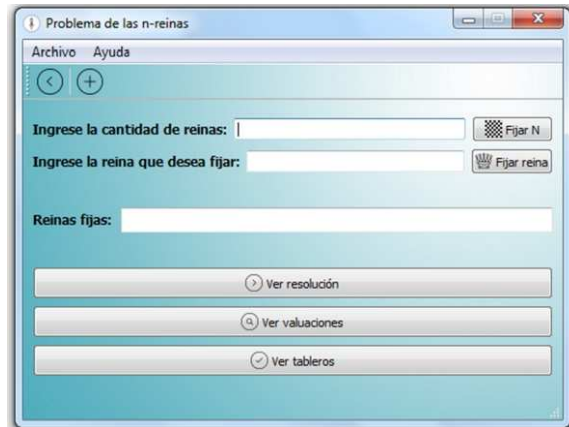 Problema de las n-reinas
Archivo Ayuda
Ingrese la cantidad de reinas: Fijar N
Ingrese la reina que desea fijar: Fijar reina
Reinas fijas:
Ver resolución
Ver valuaciones
Ver tableros